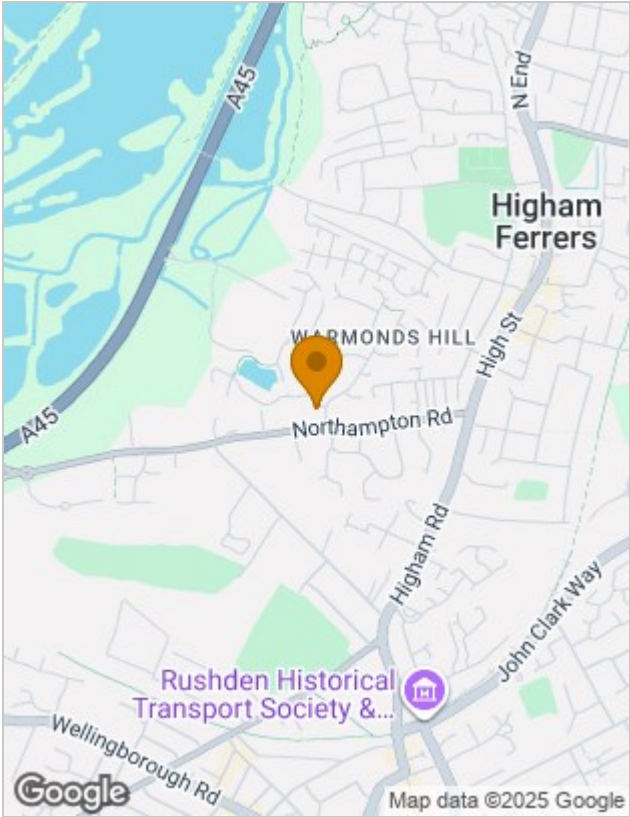 A45
N End
Higham
Ferrers
WARMONDS HILL
High St
A45
Northampton Rd
Higham Rd
John Clark Way
Rushden Historical
Transport Society &...
Wellingborough Rd
Google
Map data ©2025 Google